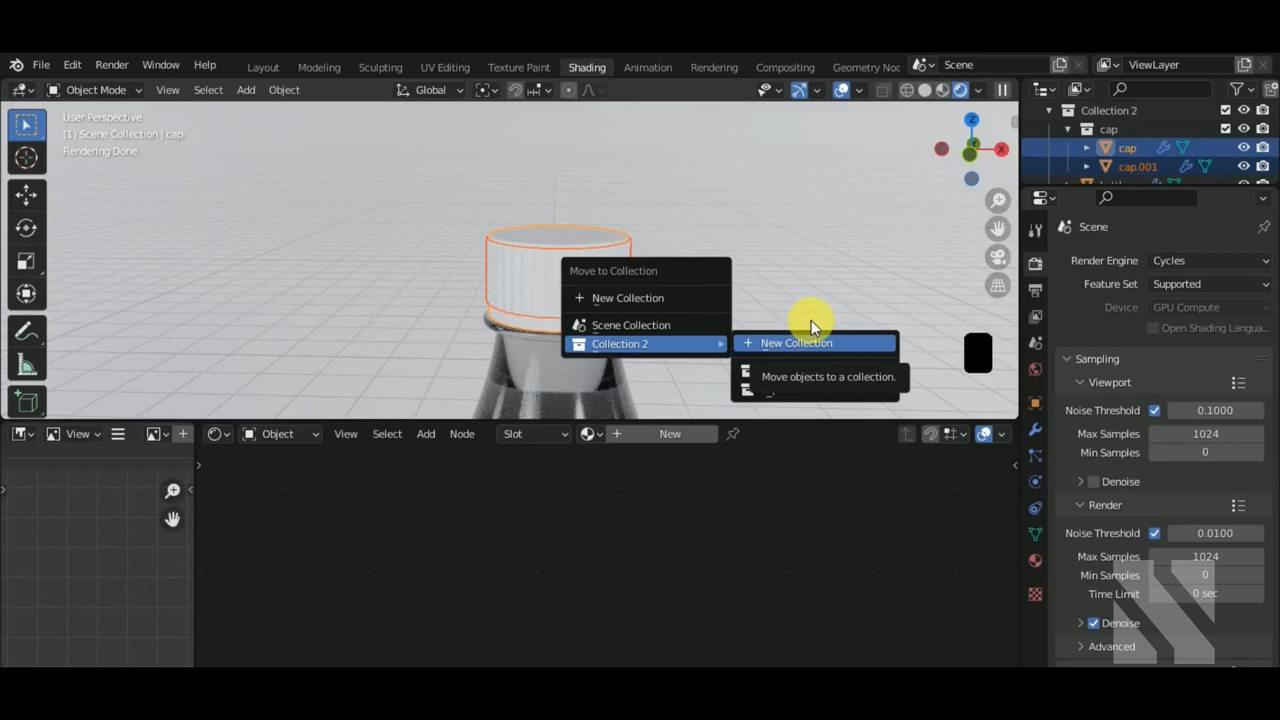 File Edit Render Window Help Layout Modeling Sculpting UV Editing Texture Paint Shading Animation Rendering Compositing Geometry Noc Scene ViewLayer
Object Mode View Select Add Object Global
User Perspective
(1) Scene Collection | cap
Rendering Done
Z
X
Collection 2
cap
cap
cap.001
Move to Collection
New Collection
Scene Collection
Collection 2
New Collection
Move objects to a collection.
Scene
Render Engine Cycles
Feature Set Supported
Device GPU Compute
Open Shading Langua...
Sampling
Viewport
Noise Threshold 0.1000
Max Samples 1024
Min Samples 0
Denoise
Render
Noise Threshold 0.0100
Max Samples 1024
Min Samples 0
Time Limit 0 sec
Denoise
Advanced
View Object View Select Add Node Slot New